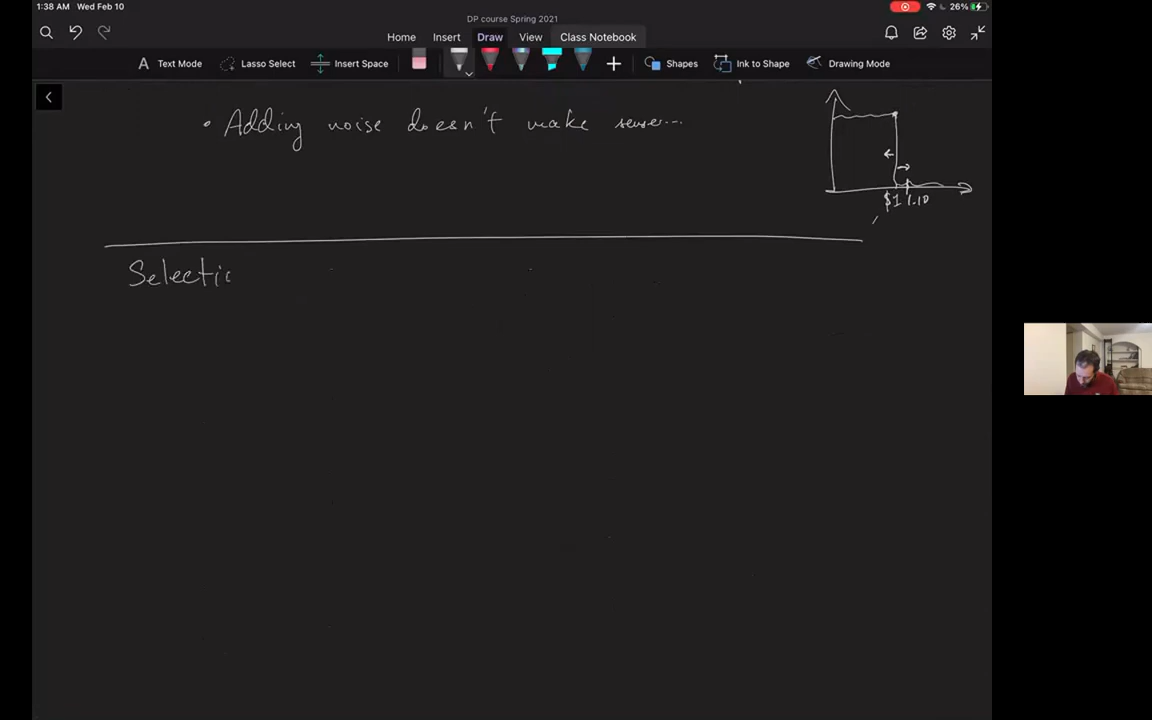 1:38 AM Wed Feb 10
26%
DP course Spring 2021
Home Insert Draw View Class Notebook
Text Mode Lasso Select Insert Space Shapes Ink to Shape Drawing Mode
• Adding noise doesn't make sense...
$1 1.10
Selectio